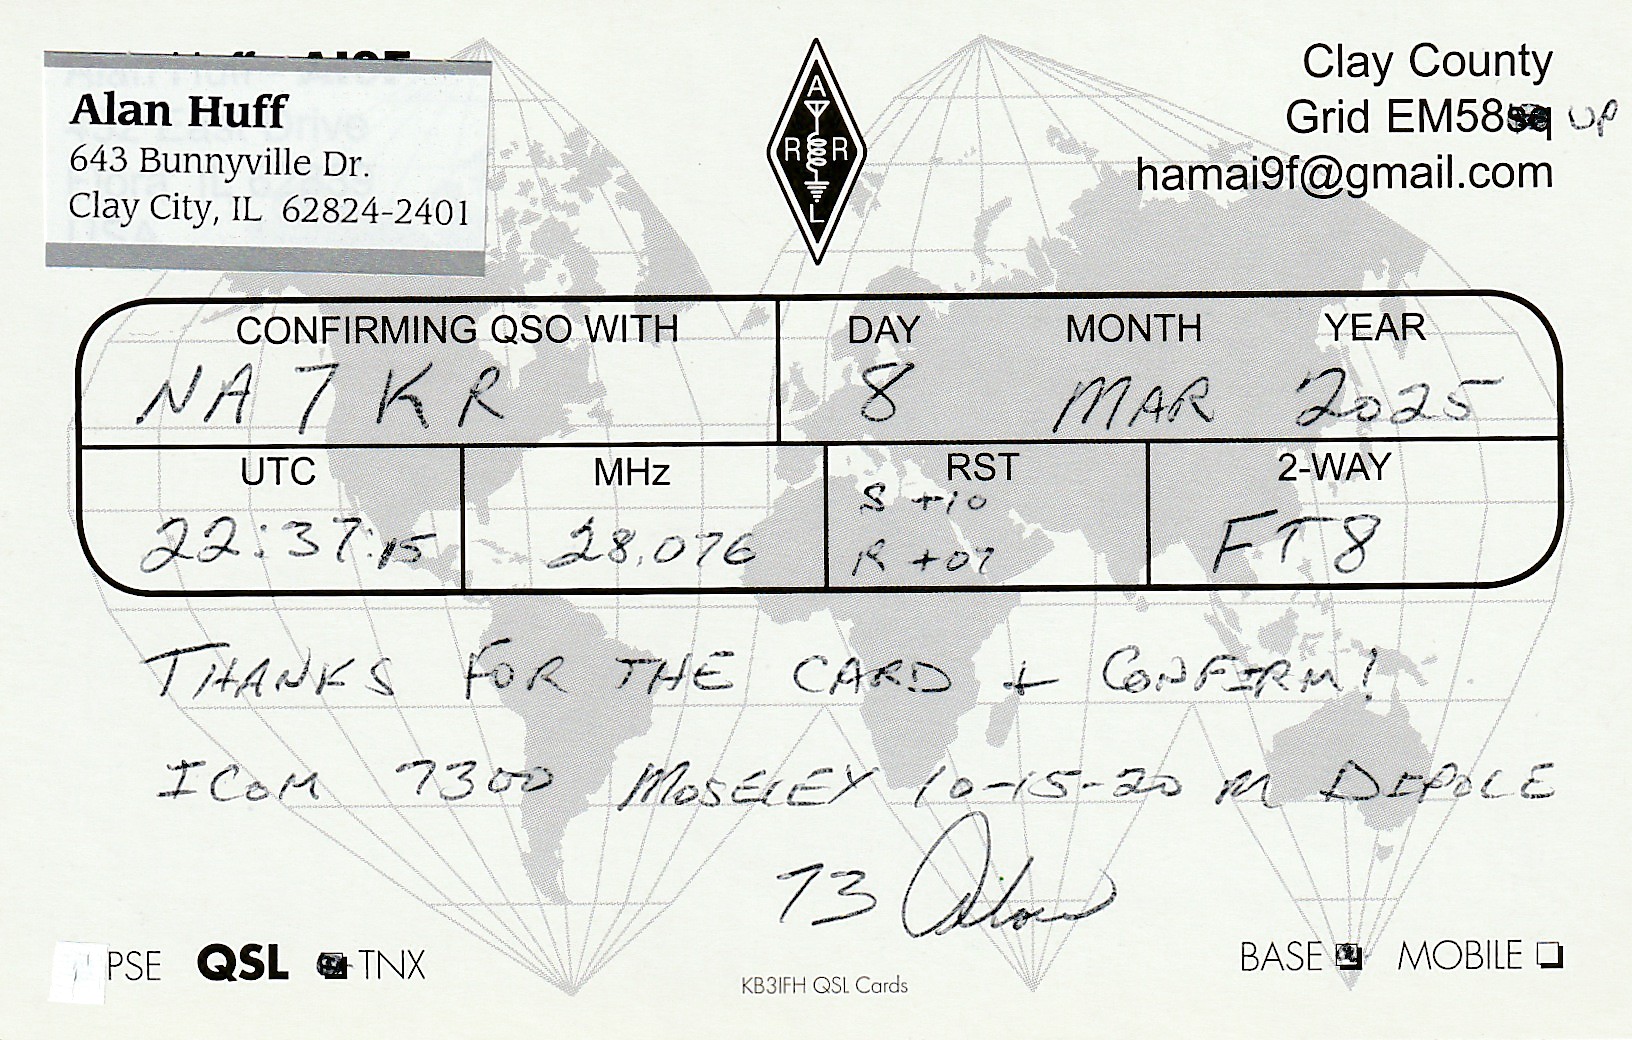 Alan Huff
643 Bunnyville Dr.
Clay City, IL 62824-2401
A
R R
L
Clay County
Grid EM58 UP
hamai9f@gmail.com
CONFIRMING QSO WITH
NA7KR
DAY MONTH YEAR
8 MAR 2025
UTC
22:37:15
MHz
28.076
RST
S +10
R +07
2-WAY
FT8
THANKS FOR THE CARD + CONFIRM!
ICOM 7300 MOSELEY 10-15-20 M DIPOLE
73 Alan
PSE QSL TNX
KB3IFH QSL Cards
BASE MOBILE